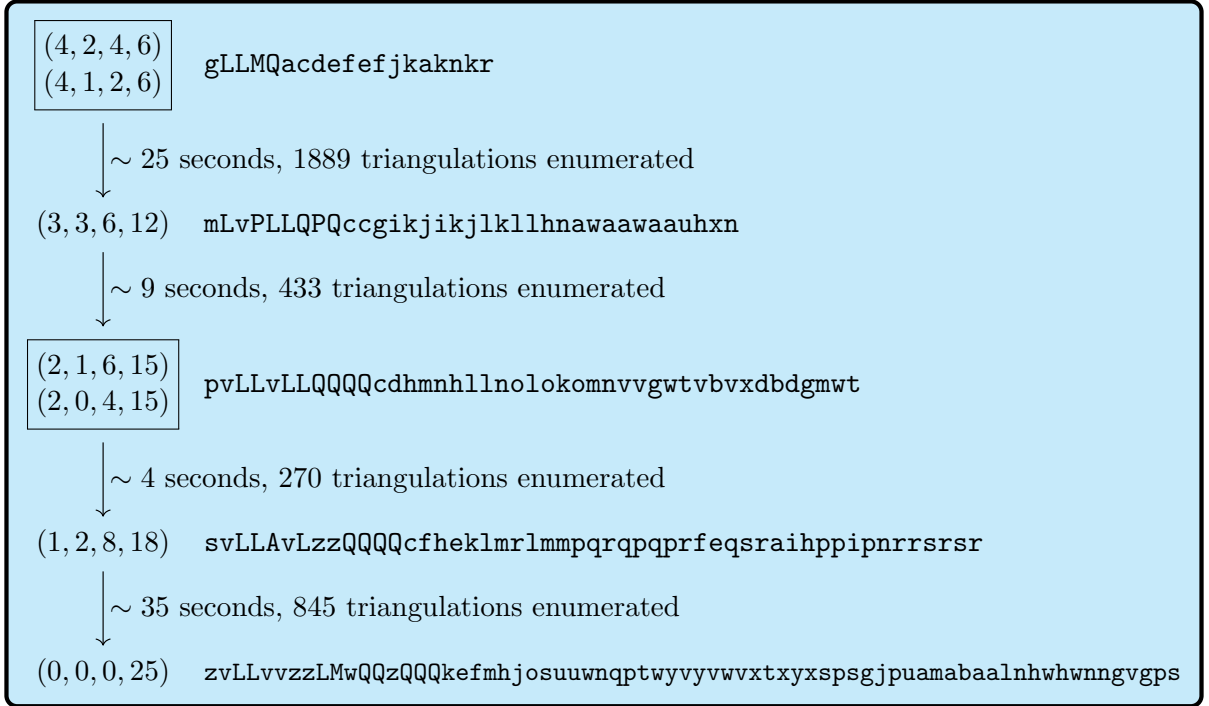 (4, 2, 4, 6)
(4, 1, 2, 6)
gLLMQacdefefjkaknkr
∼ 25 seconds, 1889 triangulations enumerated
(3, 3, 6, 12) mLvPLLQPQccgikjikjlkllhnawaawaauhxn
∼ 9 seconds, 433 triangulations enumerated
(2, 1, 6, 15)
(2, 0, 4, 15)
pvLLvLLQQQQcdhmnhllnolokomnvvgwtvbvxdbdgmwt
∼ 4 seconds, 270 triangulations enumerated
(1, 2, 8, 18) svLLAvLzzQQQQcfheklmrlmmpqrqpqprfeqsraihppipnrrsrsr
∼ 35 seconds, 845 triangulations enumerated
(0, 0, 0, 25) zvLLvvzzLMwQQzQQQkefmhjosuuwnqptwyvyvwvxtxyxspsgjpuamabaalnhwhwnngvgps